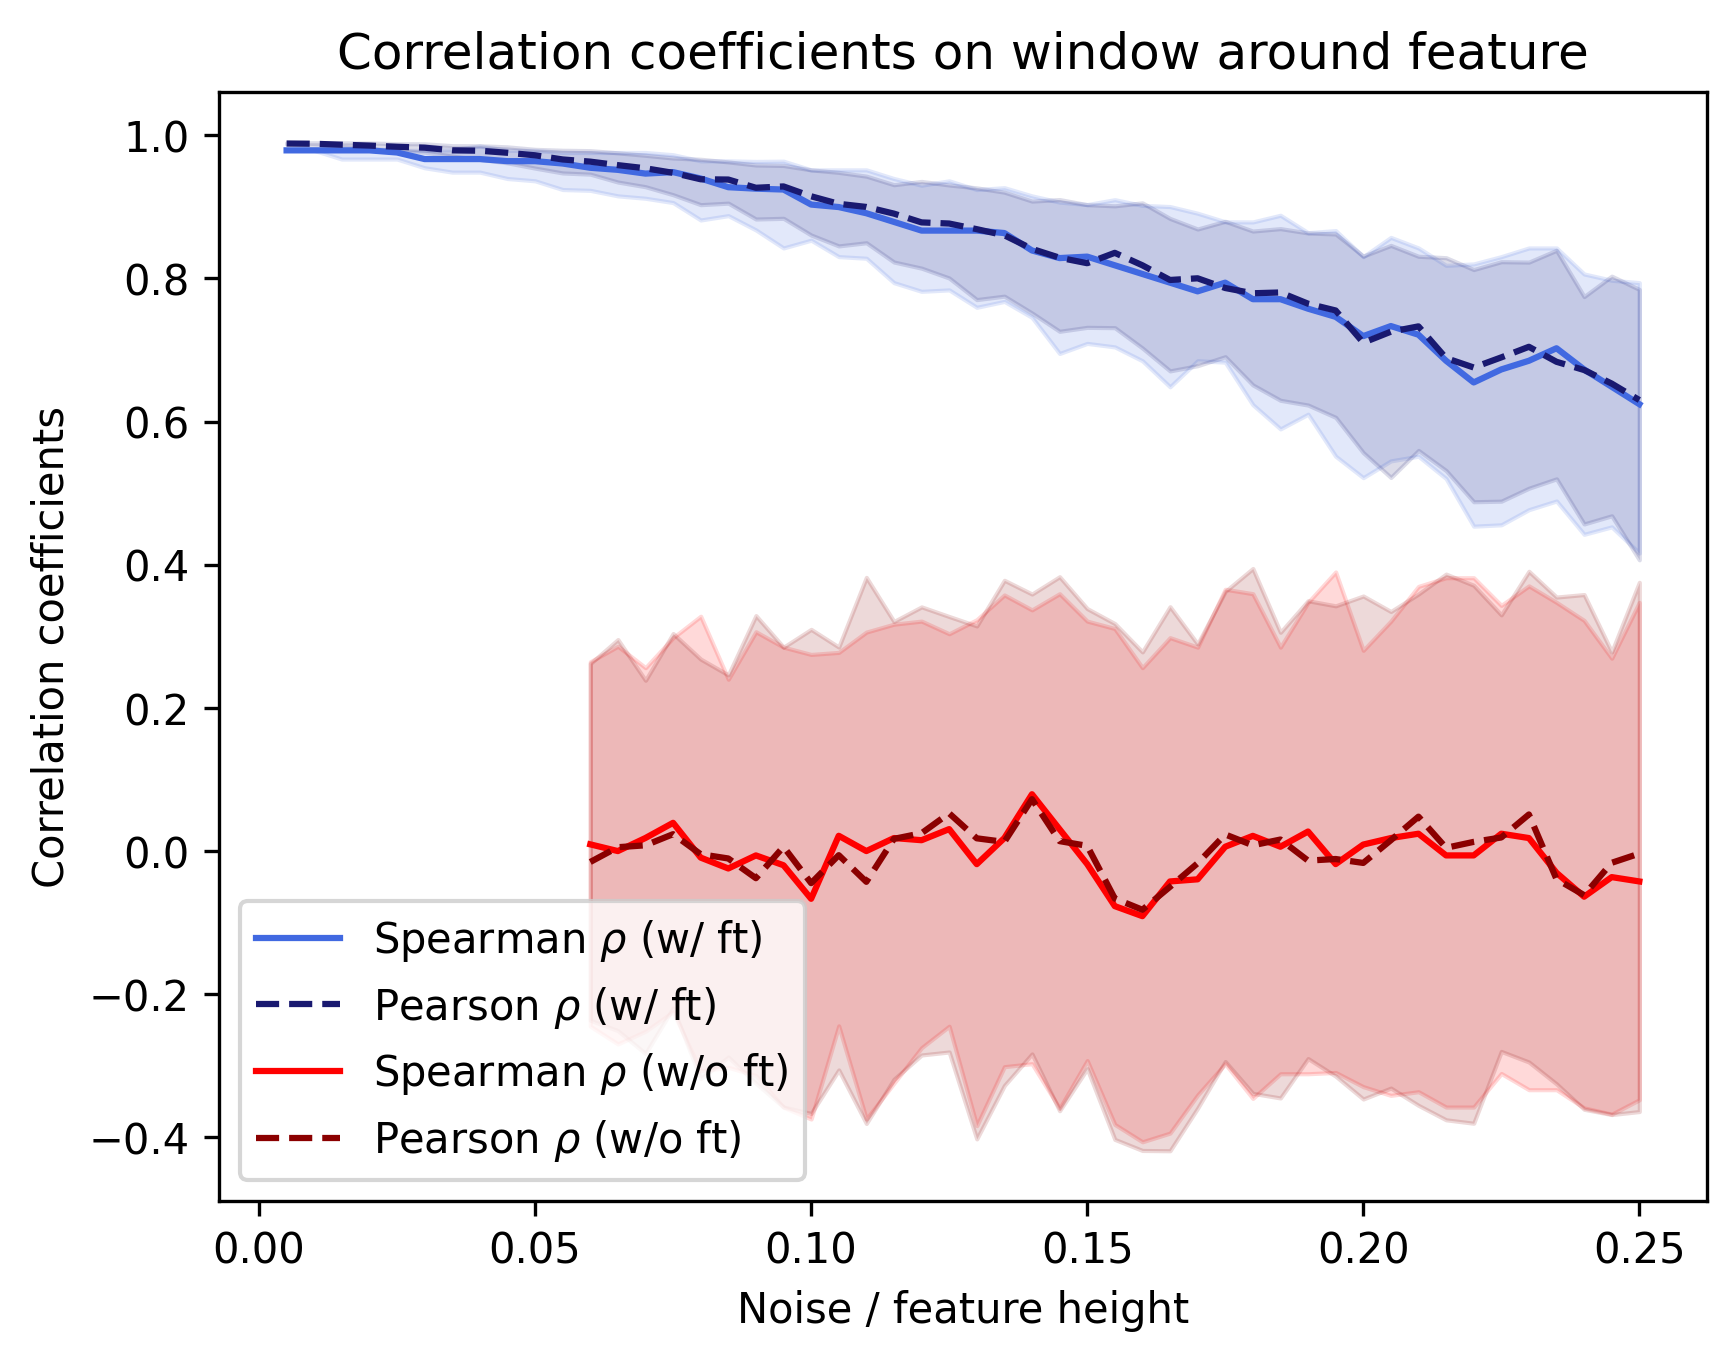 Correlation coefficients on window around feature
Correlation coefficients
1.0
0.8
0.6
0.4
0.2
0.0
−0.2
−0.4
Spearman ρ (w/ ft)
Pearson ρ (w/ ft)
Spearman ρ (w/o ft)
Pearson ρ (w/o ft)
0.00 0.05 0.10 0.15 0.20 0.25
Noise / feature height